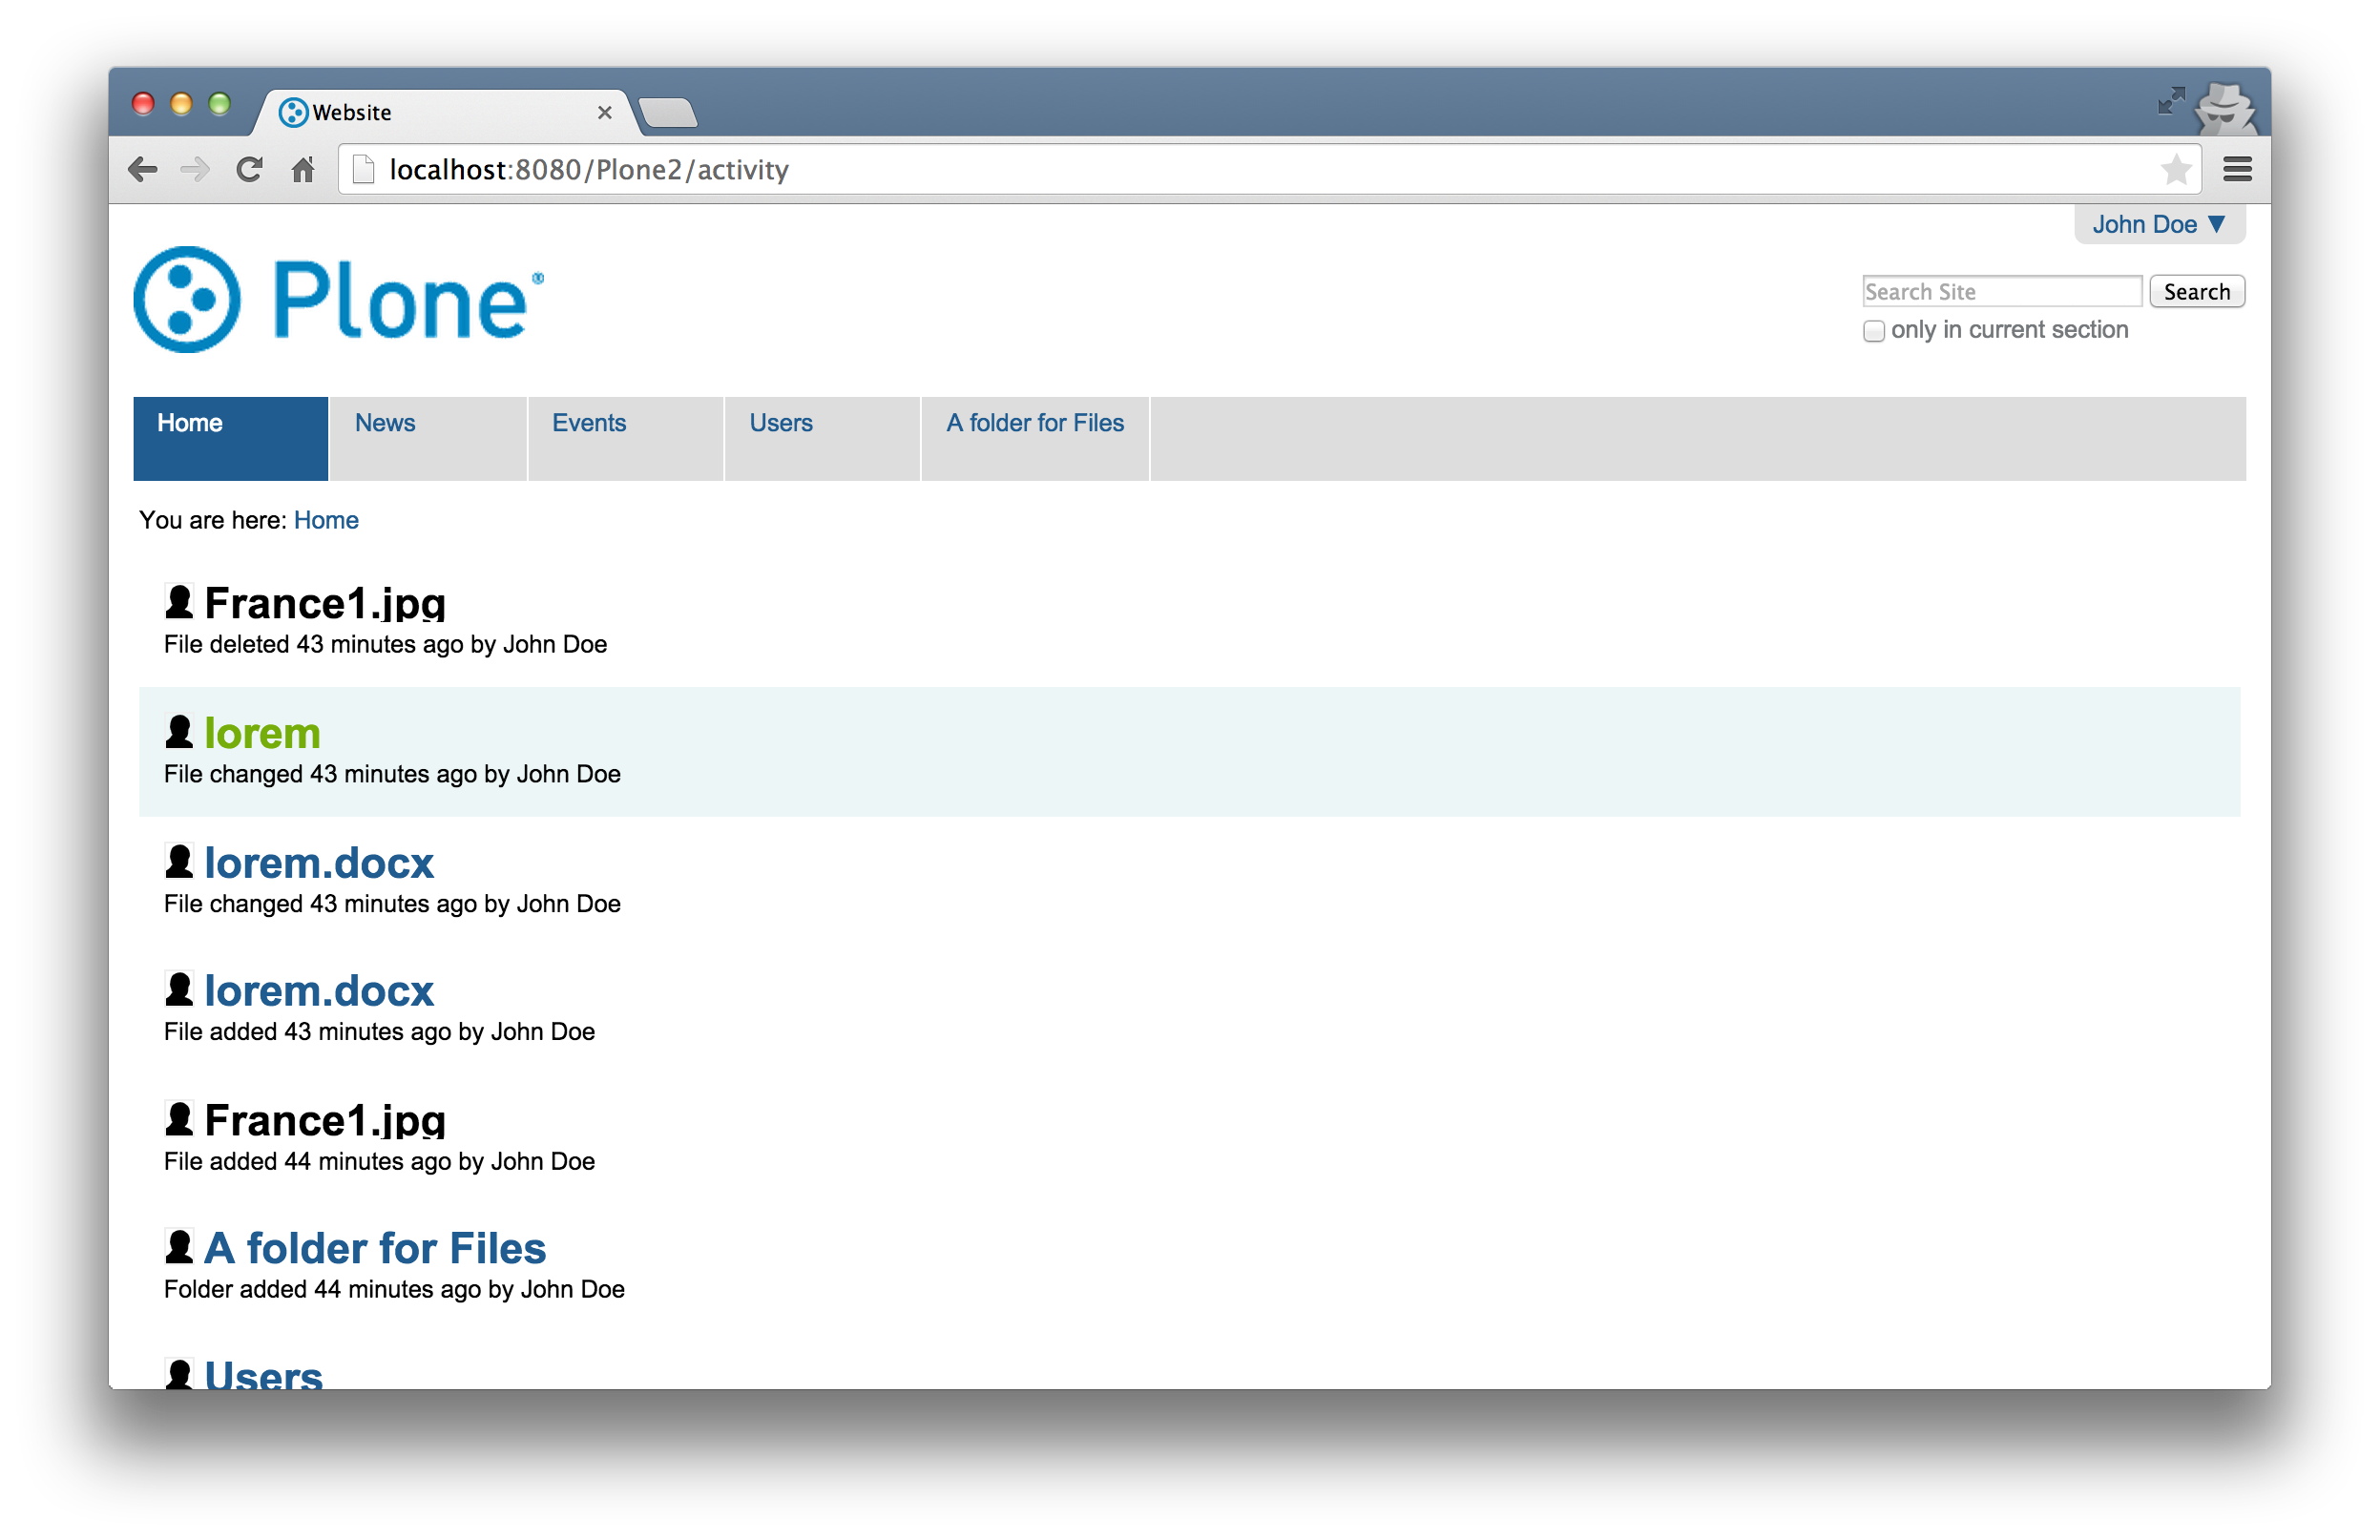 Website
localhost:8080/Plone2/activity
John Doe ▼
Plone®
Search Site Search
only in current section
Home News Events Users A folder for Files
You are here: Home
France1.jpg
File deleted 43 minutes ago by John Doe
lorem
File changed 43 minutes ago by John Doe
lorem.docx
File changed 43 minutes ago by John Doe
lorem.docx
File added 43 minutes ago by John Doe
France1.jpg
File added 44 minutes ago by John Doe
A folder for Files
Folder added 44 minutes ago by John Doe
Users